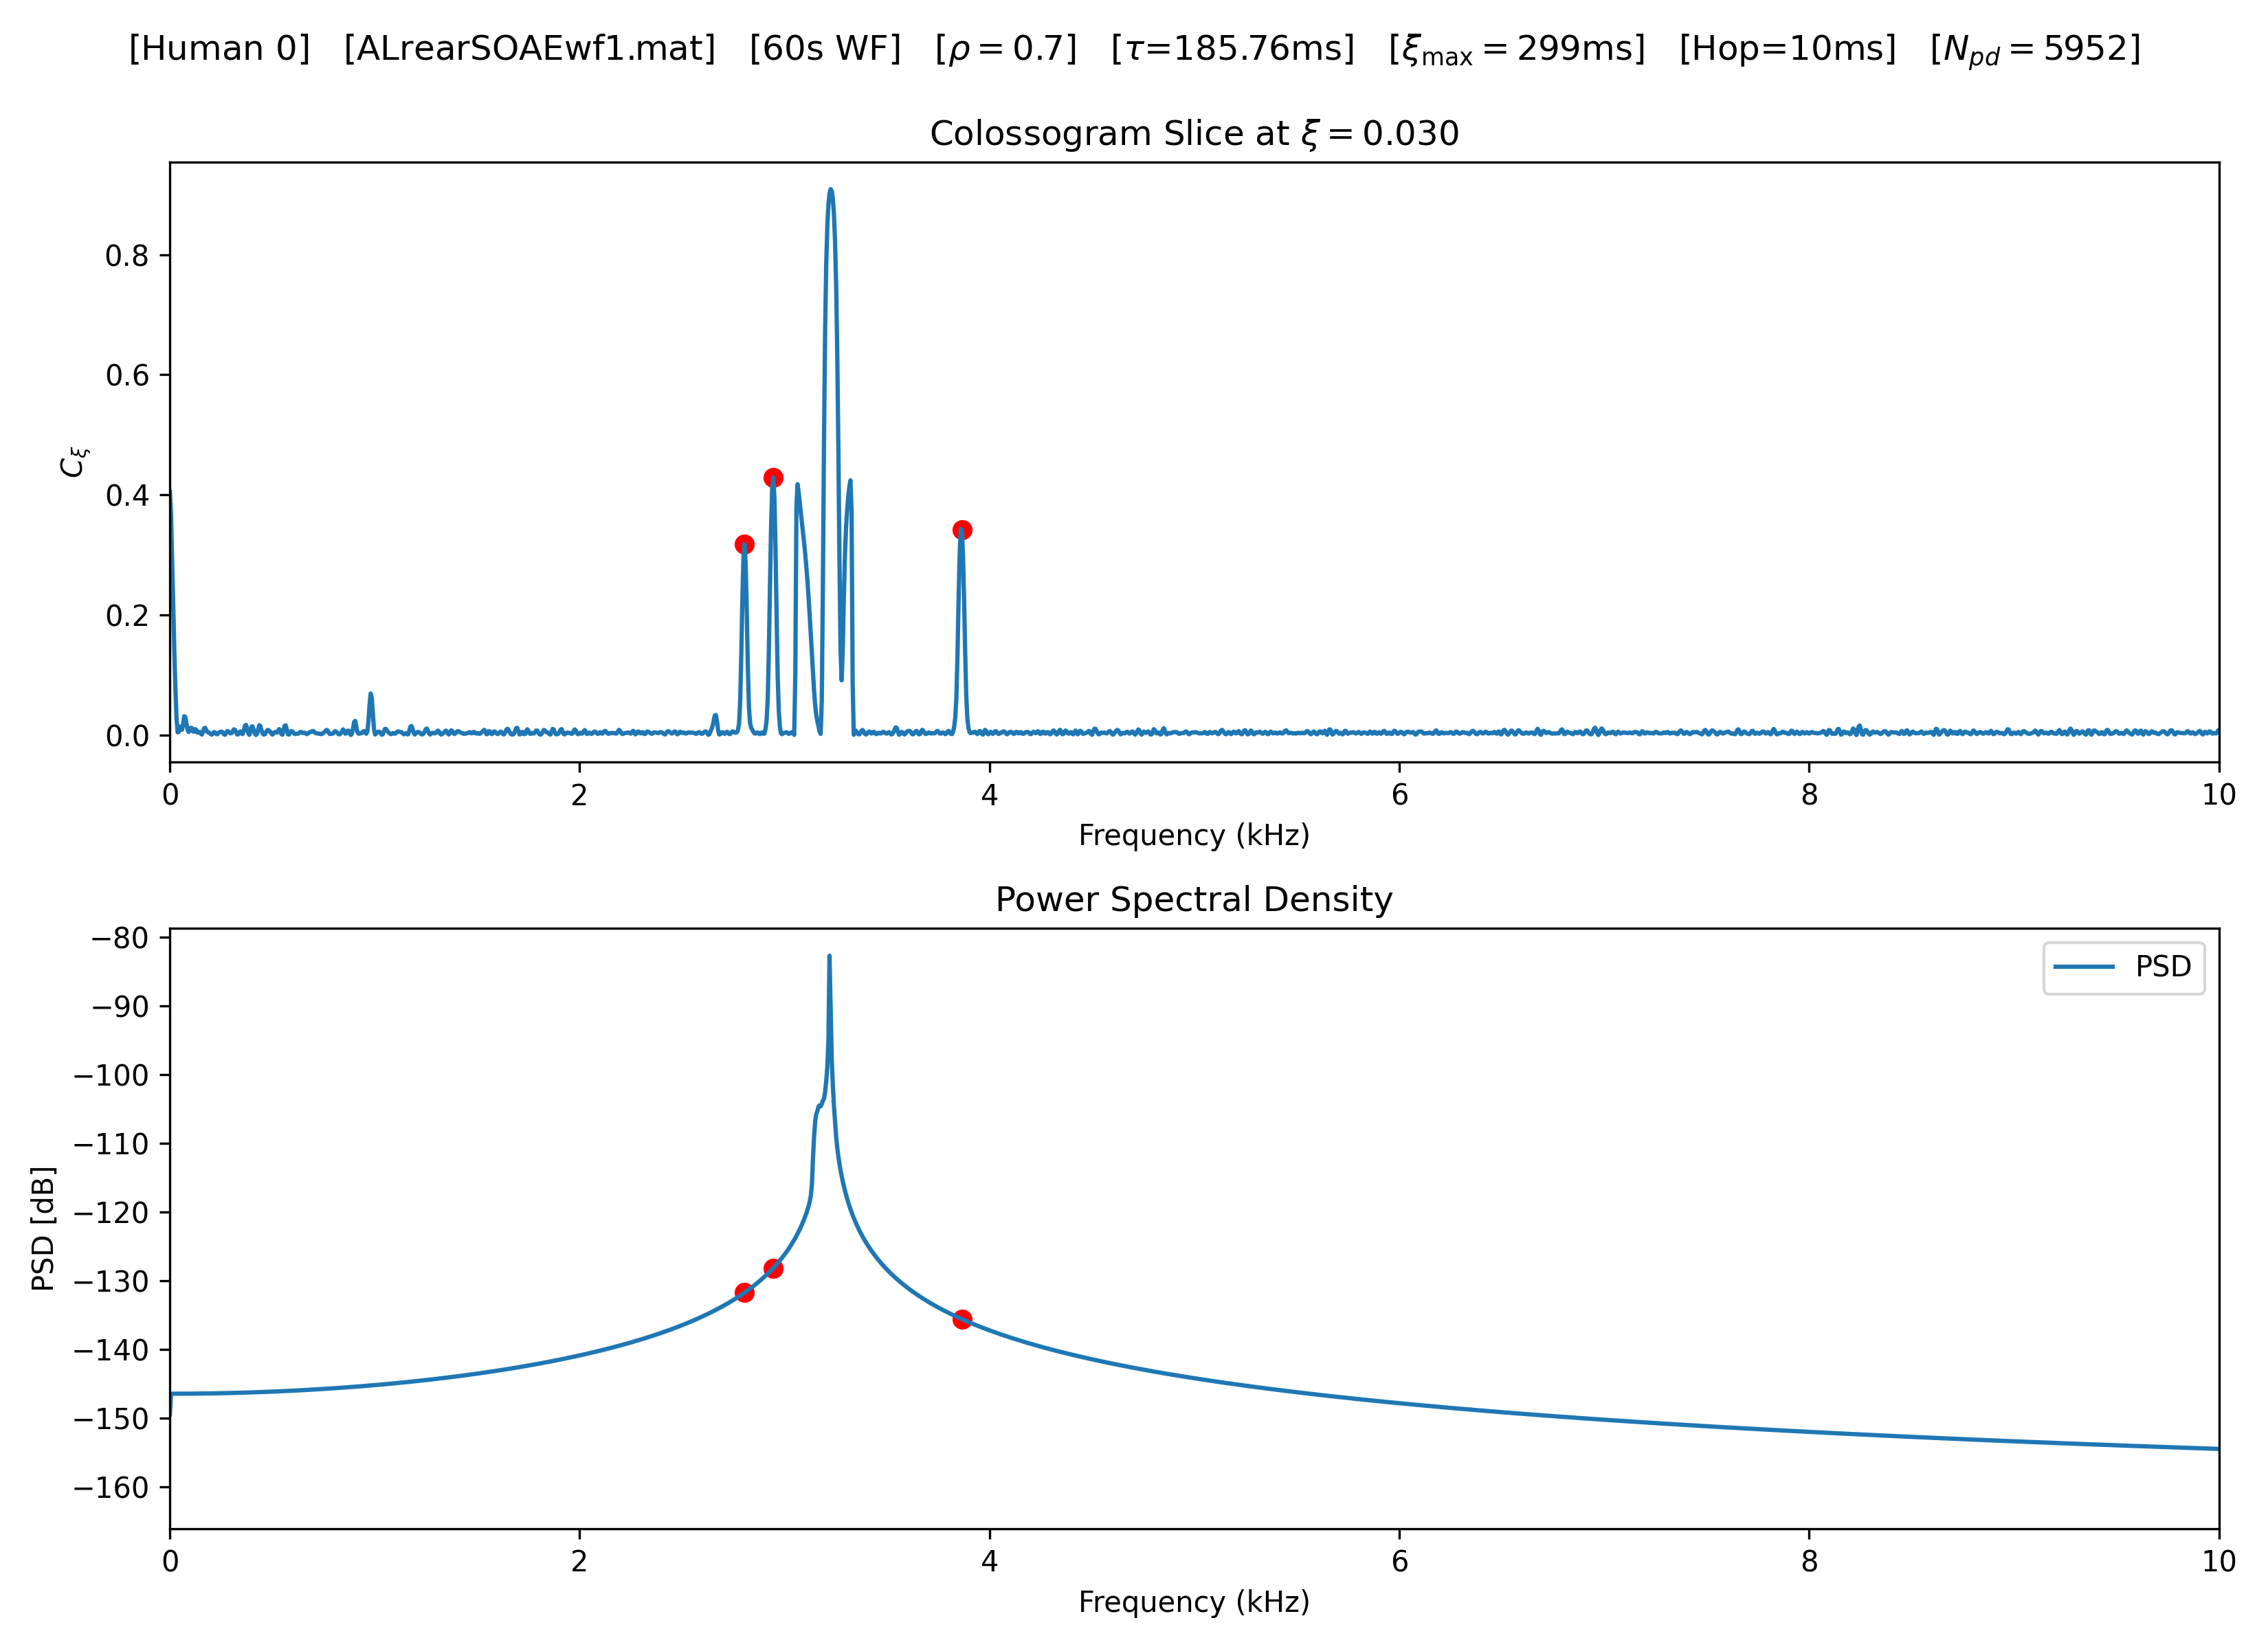 [Human 0] [ALrearSOAEwf1.mat] [60s WF] [ρ = 0.7] [τ=185.76ms] [ξmax = 299ms] [Hop=10ms] [Npd = 5952]
Colossogram Slice at ξ = 0.030
0.8
0.6
0.4
0.2
0.0
Cξ
0 2 4 6 8 10
Frequency (kHz)
Power Spectral Density
PSD
−80
−90
−100
−110
−120
−130
−140
−150
−160
PSD [dB]
0 2 4 6 8 10
Frequency (kHz)